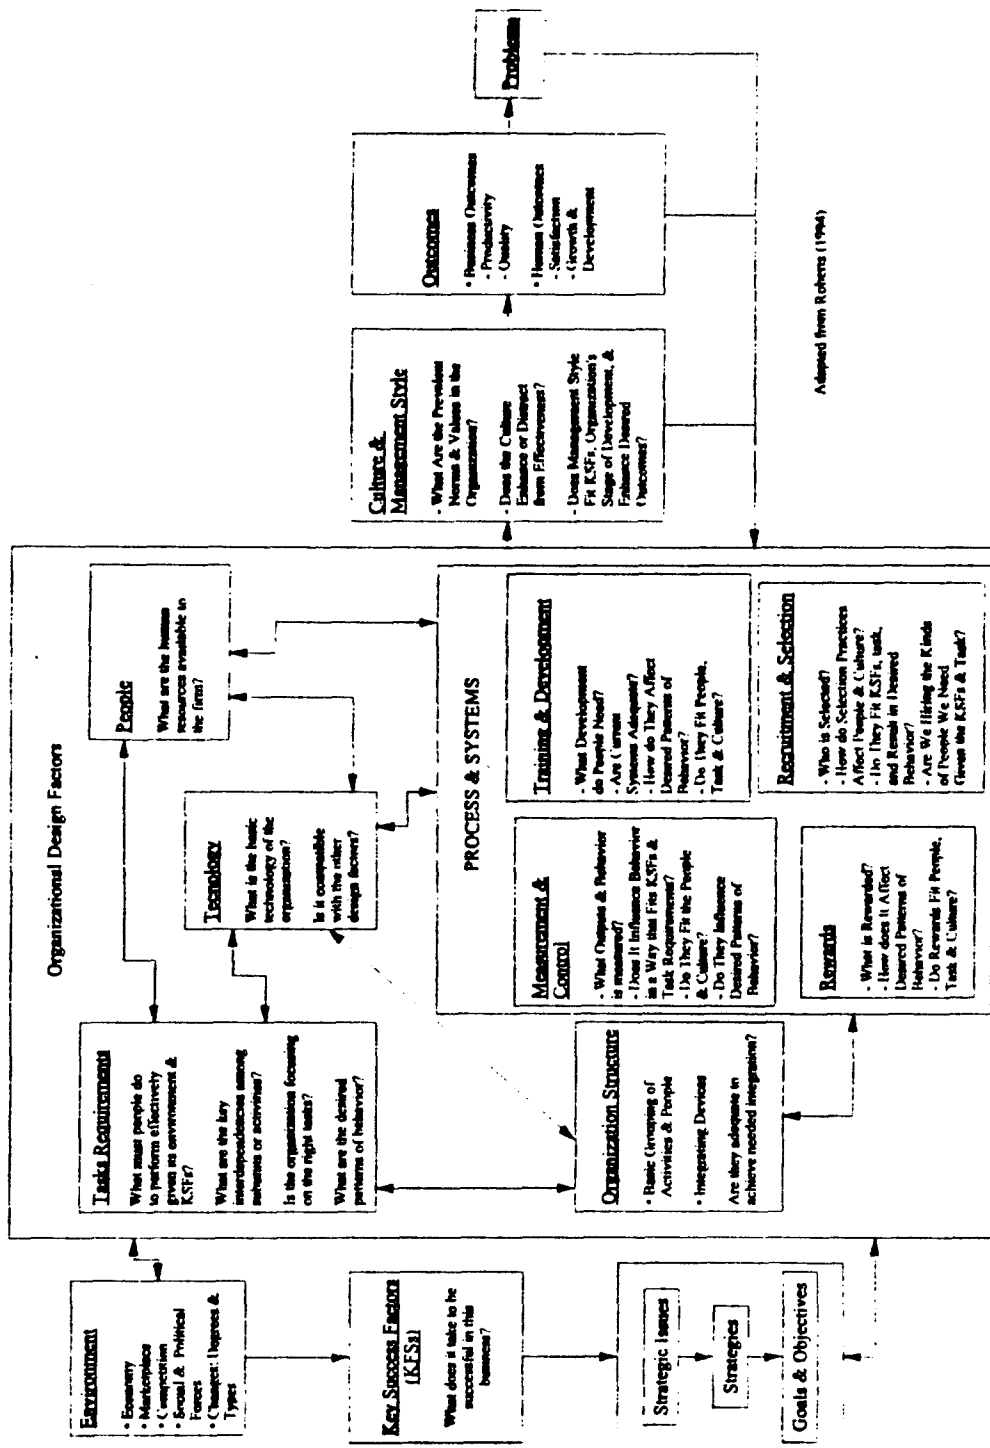 Environment
• Economy
• Marketplace
• Competition
• Social & Political
Forces
• Changes: Degrees &
Types
Key Success Factors
(KFSs)
What does it take to be
successful in this
business?
Strategic Issues
Strategies
Goals & Objectives
Organizational Design Factors
Tasks Requirements
What must people do
to perform effectively
given its environment &
KSFs?
What are the key
interdependencies among
subunits or activities?
Is the organization focusing
on the right tasks?
What are the desired
patterns of behavior?
Tecnology
What is the basic
technology of the
organization?
Is it compatible
with the other
design factors?
People
What are the human
resources available to
the firm?
Organization Structure
• Basic Grouping of
Activities & People
• Integrating Devices
Are they adequate to
achieve needed integration?
PROCESS & SYSTEMS
Measurement &
Control
- What Outputs & Behavior
is measured?
- Does It Influence Behavior
in a Way that Fits KSFs &
Task Requirements?
- Do They Fit the People
& Culture?
- Do They Influence
Desired Patterns of
Behavior?
Training & Development
- What Development
do People Need?
- Are Current
Systems Adequate?
- How do They Affect
Desired Patterns of
Behavior?
- Do They Fit People,
Task & Culture?
Rewards
- What is Rewarded?
- How does It Affect
Desired Patterns of
Behavior?
- Do Rewards Fit People,
Task & Culture?
Recruitment & Selection
- Who is Selected?
- How do Selection Practices
Affect People & Culture?
- Do They Fit KSFs, task,
and Result in Desired
Behavior?
- Are We Hiring the Kinds
of People We Need
Given the KSFs & Task?
Culture &
Management Style
- What Are the Prevalent
Norms & Values in the
Organization?
- Does the Culture
Enhance or Distract
from Effectiveness?
- Does Management Style
Fit KSFs, Organization's
Stage of Development, &
Enhance Desired
Outcomes?
Outcomes
• Business Outcomes
- Productivity
- Quality
• Human Outcomes
- Satisfaction
- Growth &
Development
Problems
Adapted from Roberts (1994)